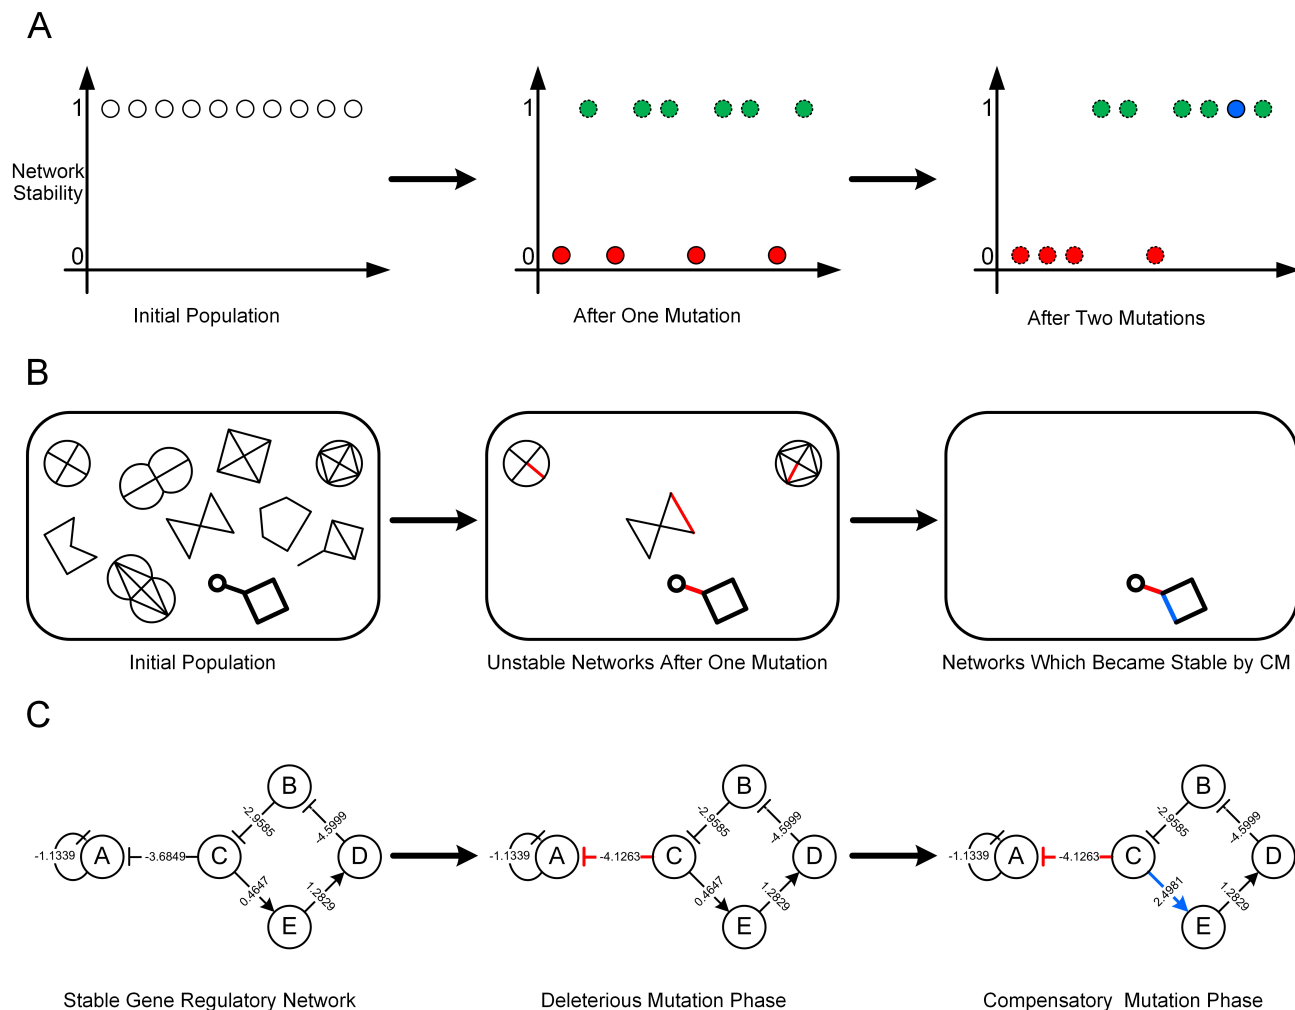 A
1
Network
Stability
0
Initial Population
1
0
After One Mutation
1
0
After Two Mutations
B
Initial Population
Unstable Networks After One Mutation
Networks Which Became Stable by CM
C
B
-2.9585
-4.5999
-1.1339
A
-3.6849
C
D
0.4647
1.2829
E
Stable Gene Regulatory Network
B
-2.9585
-4.5999
-1.1339
A
-4.1263
C
D
0.4647
1.2829
E
Deleterious Mutation Phase
B
-2.9585
-4.5999
-1.1339
A
-4.1263
C
D
2.4981
1.2829
E
Compensatory Mutation Phase